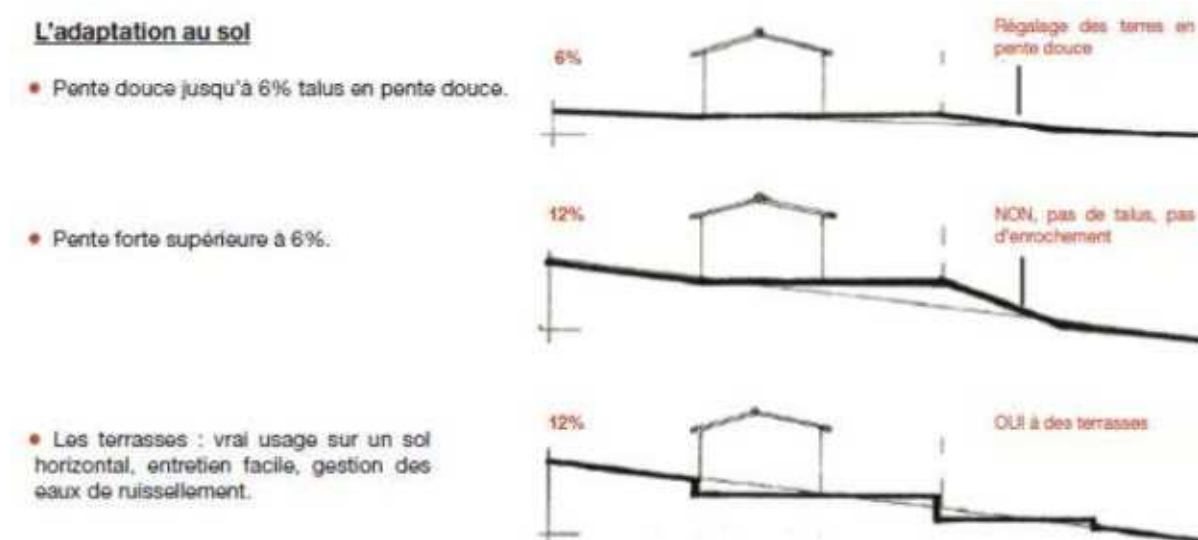 L'adaptation au sol
• Pente douce jusqu'à 6% talus en pente douce.
6%
Régalage des terres en
pente douce
• Pente forte supérieure à 6%.
12%
NON, pas de talus, pas
d'enrochement
• Les terrasses : vrai usage sur un sol
horizontal, entretien facile, gestion des
eaux de ruissellement.
12%
OUI à des terrasses